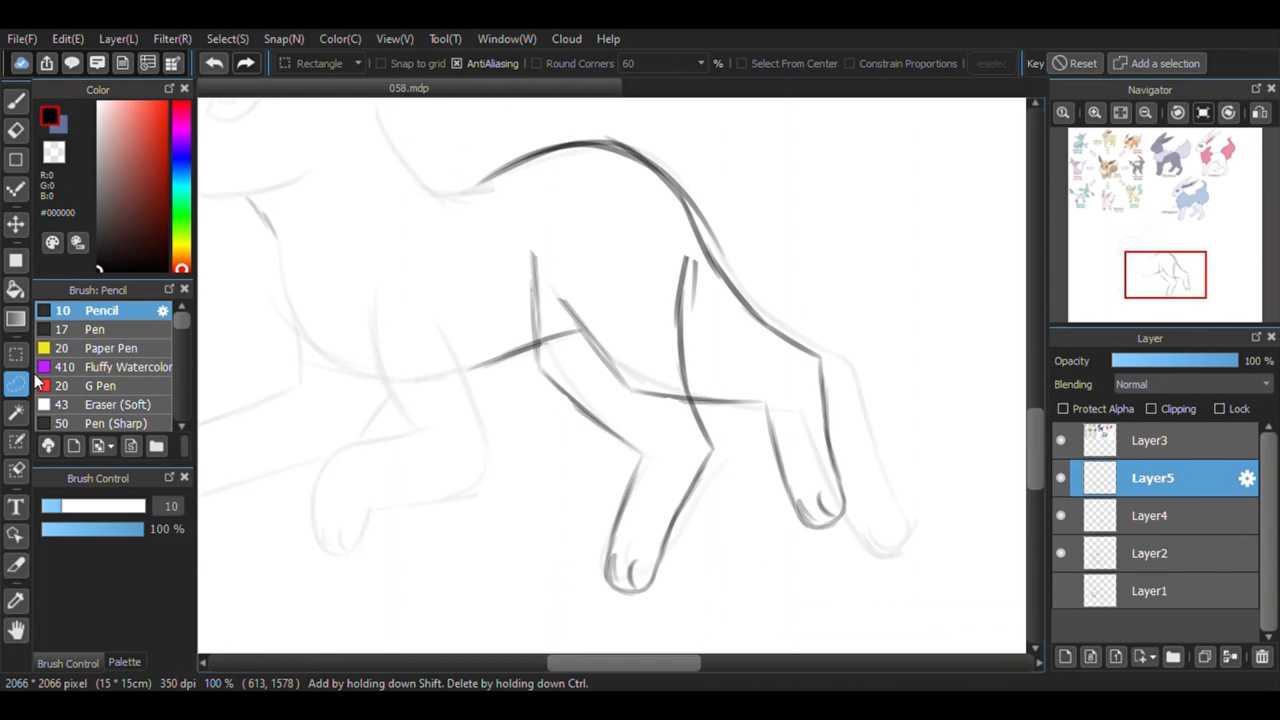 File(F) Edit(E) Layer(L) Filter(R) Select(S) Snap(N) Color(C) View(V) Tool(T) Window(W) Cloud Help
Rectangle Snap to grid AntiAliasing Round Corners 60 % Select From Center Constrain Proportions Key Reset Add a selection
Color
058.mdp
Navigator
R:0
G:0
B:0
#000000
Brush: Pencil
10 Pencil
17 Pen
20 Paper Pen
410 Fluffy Watercolor
20 G Pen
43 Eraser (Soft)
50 Pen (Sharp)
Brush Control
10
100 %
Brush Control Palette
Layer
Opacity 100 %
Blending Normal
Protect Alpha Clipping Lock
Layer3
Layer5
Layer4
Layer2
Layer1
2066 * 2066 pixel (15 * 15cm) 350 dpi 100 % ( 613, 1578 ) Add by holding down Shift. Delete by holding down Ctrl.